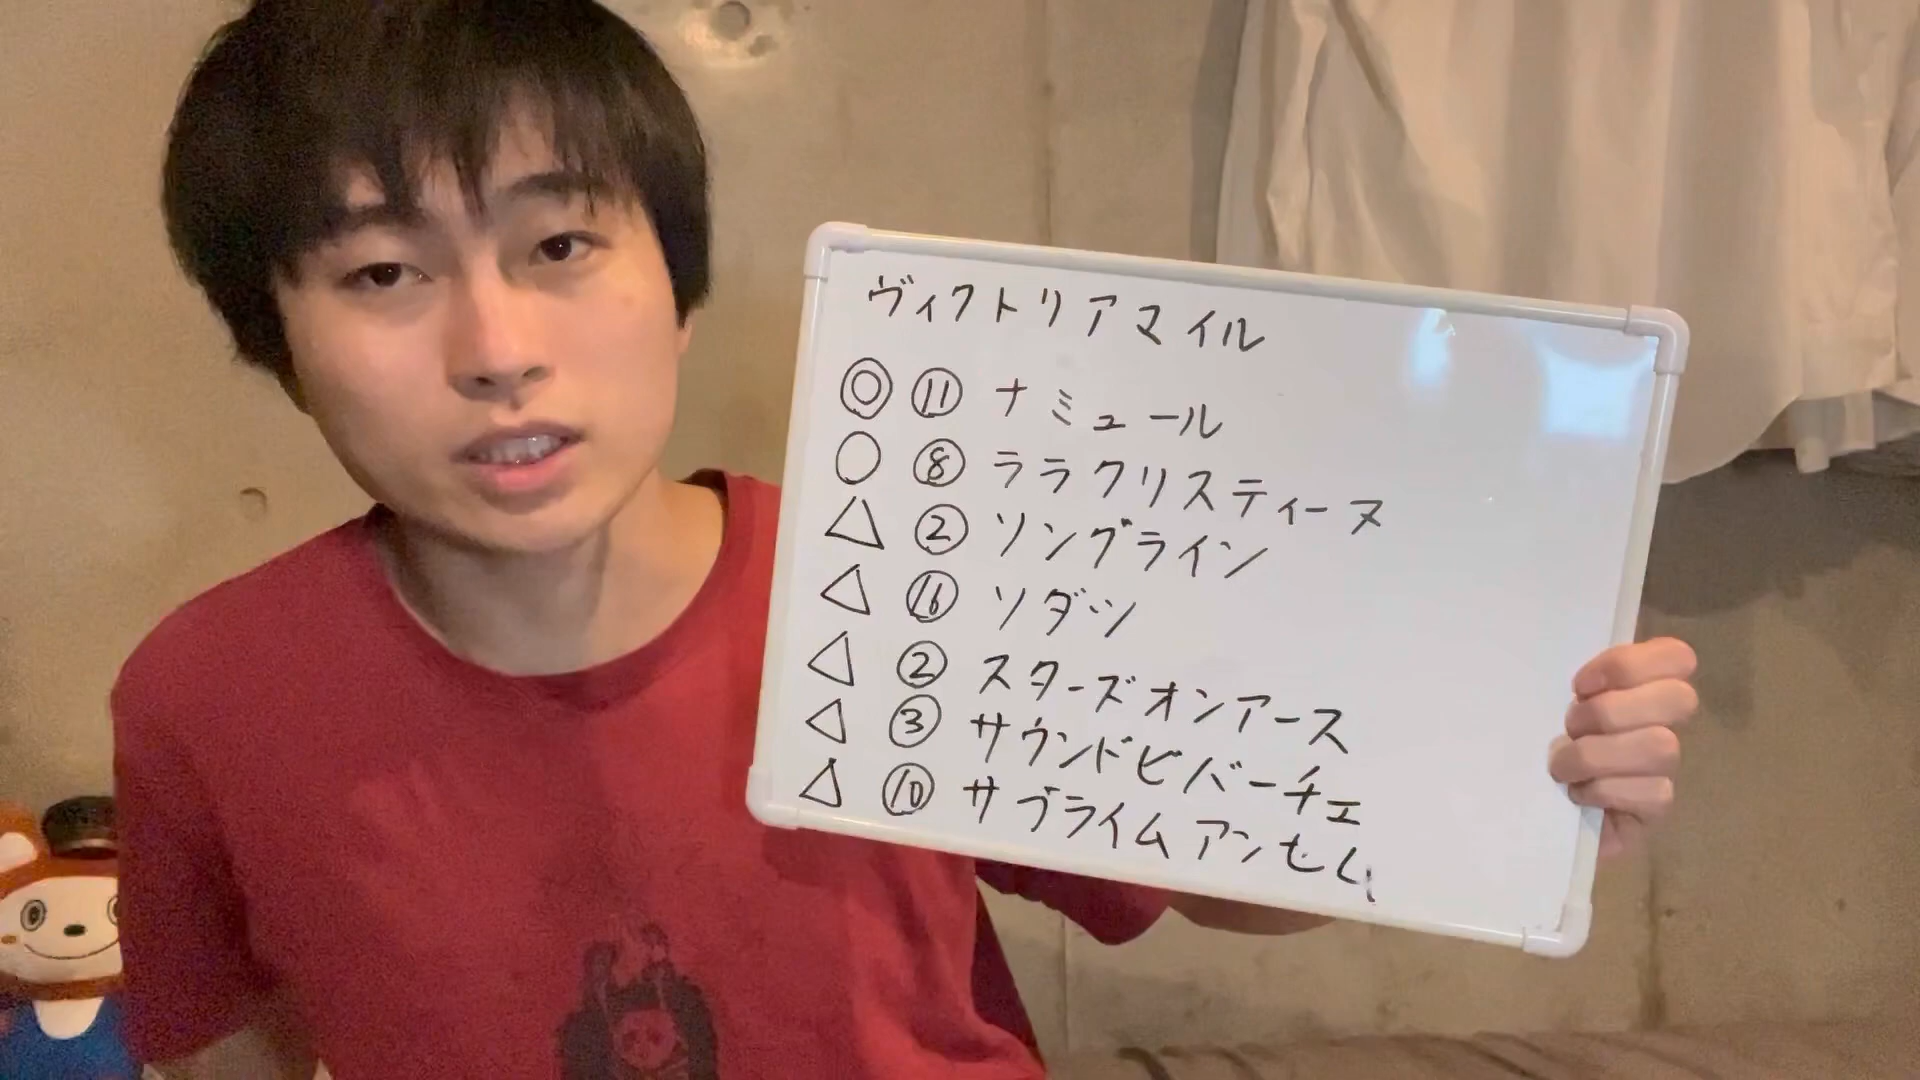 ヴィクトリアマイル
◎ ⑪ ナミュール
○ ⑧ ララクリスティーヌ
△ ② ソングライン
△ ⑯ ソダシ
△ ② スターズオンアース
△ ③ サウンドビバーチェ
△ ⑩ サブライムアンセム